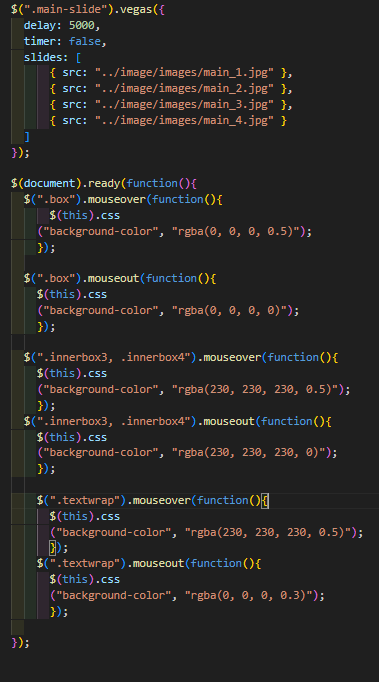 $(".main-slide").vegas({
delay: 5000,
timer: false,
slides: [
{ src: "../image/images/main_1.jpg" },
{ src: "../image/images/main_2.jpg" },
{ src: "../image/images/main_3.jpg" },
{ src: "../image/images/main_4.jpg" }
]
});
$(document).ready(function(){
$(".box").mouseover(function(){
$(this).css
("background-color", "rgba(0, 0, 0, 0.5)");
});
$(".box").mouseout(function(){
$(this).css
("background-color", "rgba(0, 0, 0, 0)");
});
$(".innerbox3, .innerbox4").mouseover(function(){
$(this).css
("background-color", "rgba(230, 230, 230, 0.5)");
});
$(".innerbox3, .innerbox4").mouseout(function(){
$(this).css
("background-color", "rgba(230, 230, 230, 0)");
});
$(".textwrap").mouseover(function(){
$(this).css
("background-color", "rgba(230, 230, 230, 0.5)");
});
$(".textwrap").mouseout(function(){
$(this).css
("background-color", "rgba(0, 0, 0, 0.3)");
});
});